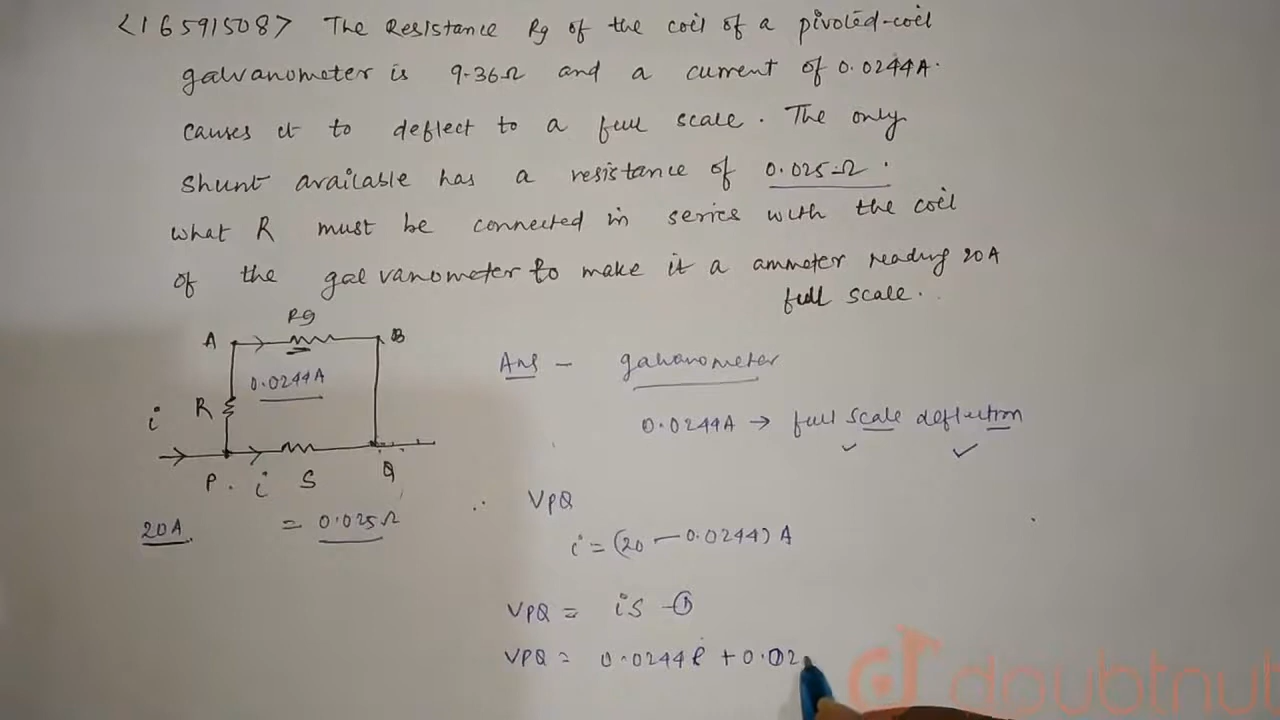 <16591508> The Resistance Rg of the coil of a pivoled-coil
galvanometer is 9.36Ω and a current of 0.0244A.
causes it to deflect to a full scale. The only
shunt available has a resistance of 0.025Ω.
what R must be connected in series with the coil
of the galvanometer to make it a ammeter reading 20A
full scale.
Rg
A
B
0.0244A
R
i
P.
i
S
Q
20A
= 0.025Ω
Ans - galvanometer
0.0244A → full scale deflection
∴ VPQ
i = (20 - 0.0244) A
VPQ = iS -①
VPQ = 0.0244R + 0.02
doubtnut